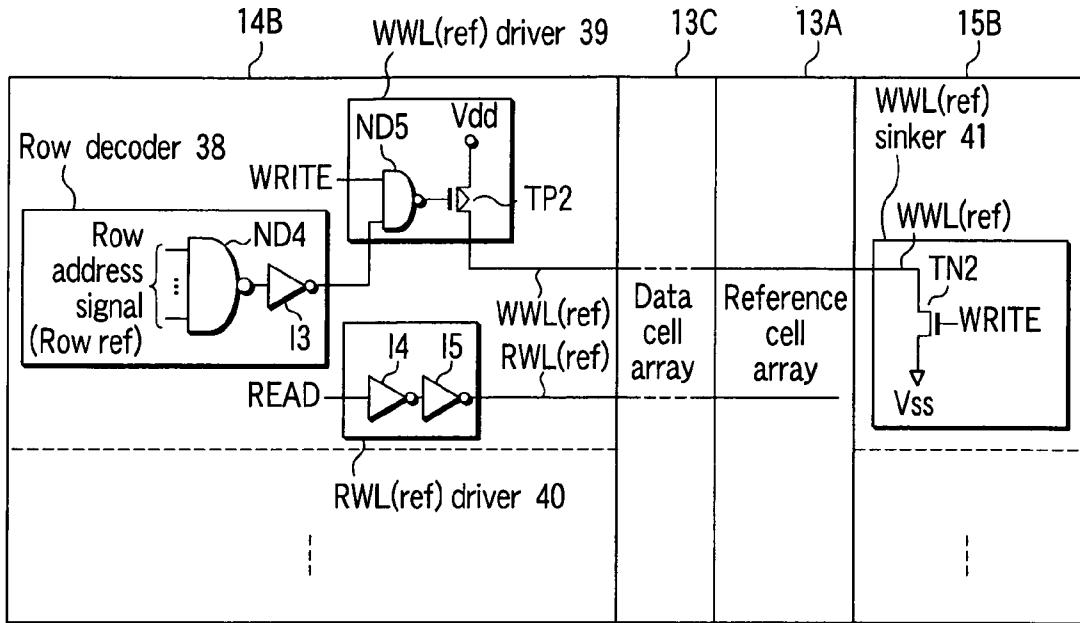 14B
13C
13A
15B
WWL(ref) driver 39
WWL(ref)
sinker 41
Row decoder 38
ND5
Vdd
WRITE
TP2
WWL(ref)
Row
address
signal
(Row ref)
ND4
I3
TN2
WRITE
Vss
WWL(ref)
RWL(ref)
Data
cell
array
Reference
cell
array
I4
I5
READ
RWL(ref) driver 40